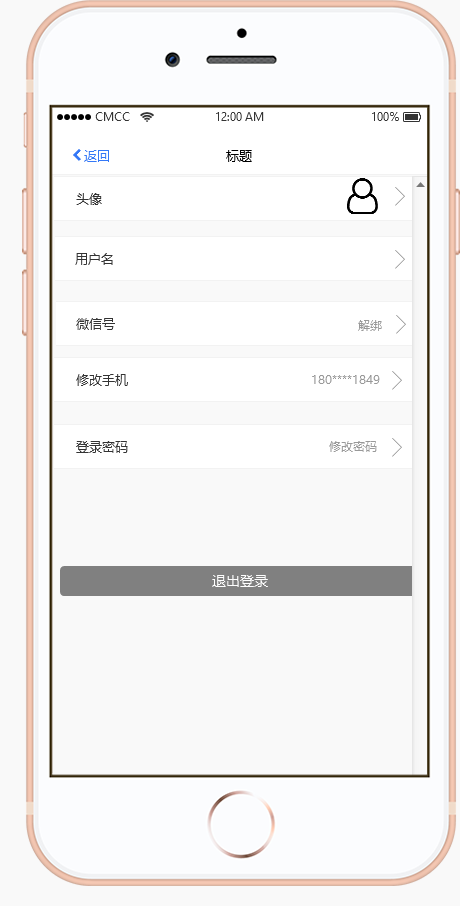 CMCC 12:00 AM 100%
返回 标题
头像
用户名
微信号 解绑
修改手机 180****1849
登录密码 修改密码
退出登录